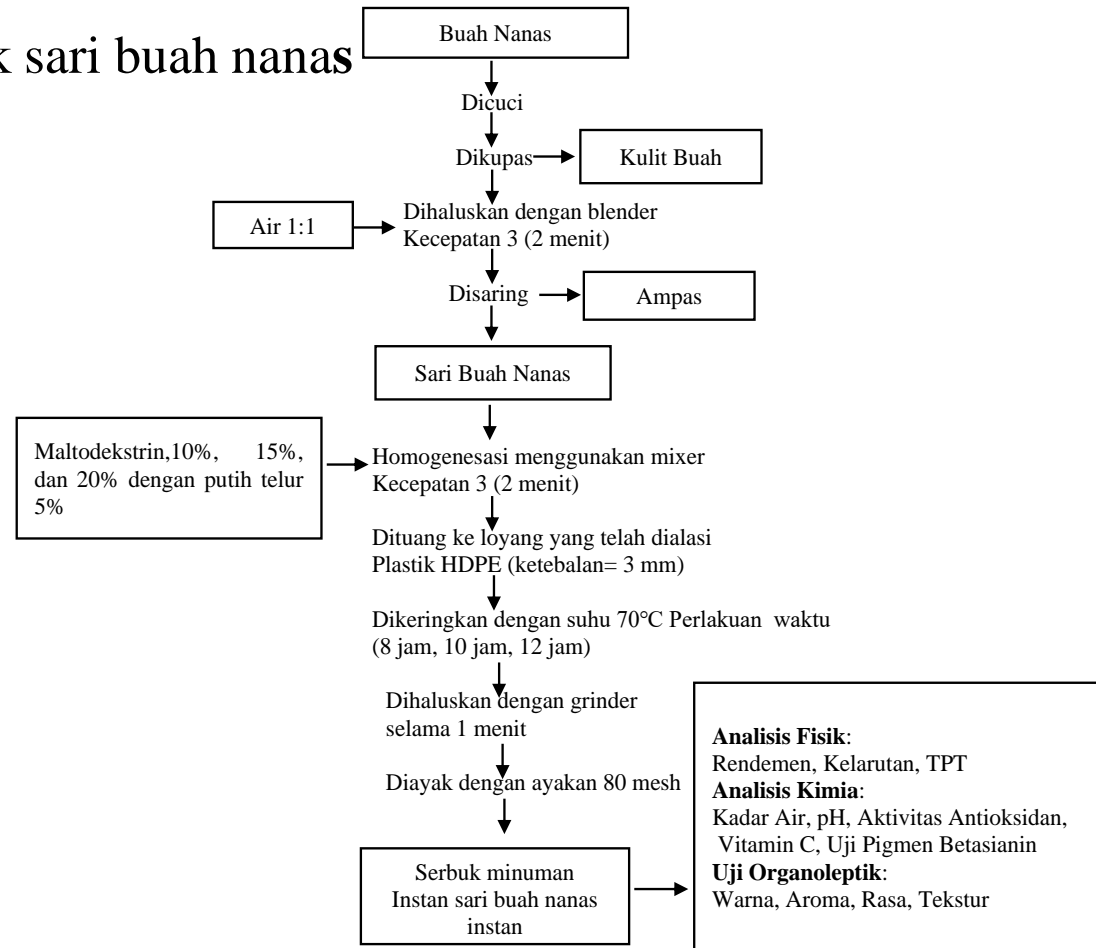 k sari buah nanas
Buah Nanas
Dicuci
Dikupas
Kulit Buah
Air 1:1
Dihaluskan dengan blender
Kecepatan 3 (2 menit)
Disaring
Ampas
Sari Buah Nanas
Maltodekstrin,10%, 15%,
dan 20% dengan putih telur
5%
Homogenesasi menggunakan mixer
Kecepatan 3 (2 menit)
Dituang ke loyang yang telah dialasi
Plastik HDPE (ketebalan= 3 mm)
Dikeringkan dengan suhu 70°C Perlakuan waktu
(8 jam, 10 jam, 12 jam)
Dihaluskan dengan grinder
selama 1 menit
Diayak dengan ayakan 80 mesh
Serbuk minuman
Instan sari buah nanas
instan
Analisis Fisik:
Rendemen, Kelarutan, TPT
Analisis Kimia:
Kadar Air, pH, Aktivitas Antioksidan,
Vitamin C, Uji Pigmen Betasianin
Uji Organoleptik:
Warna, Aroma, Rasa, Tekstur